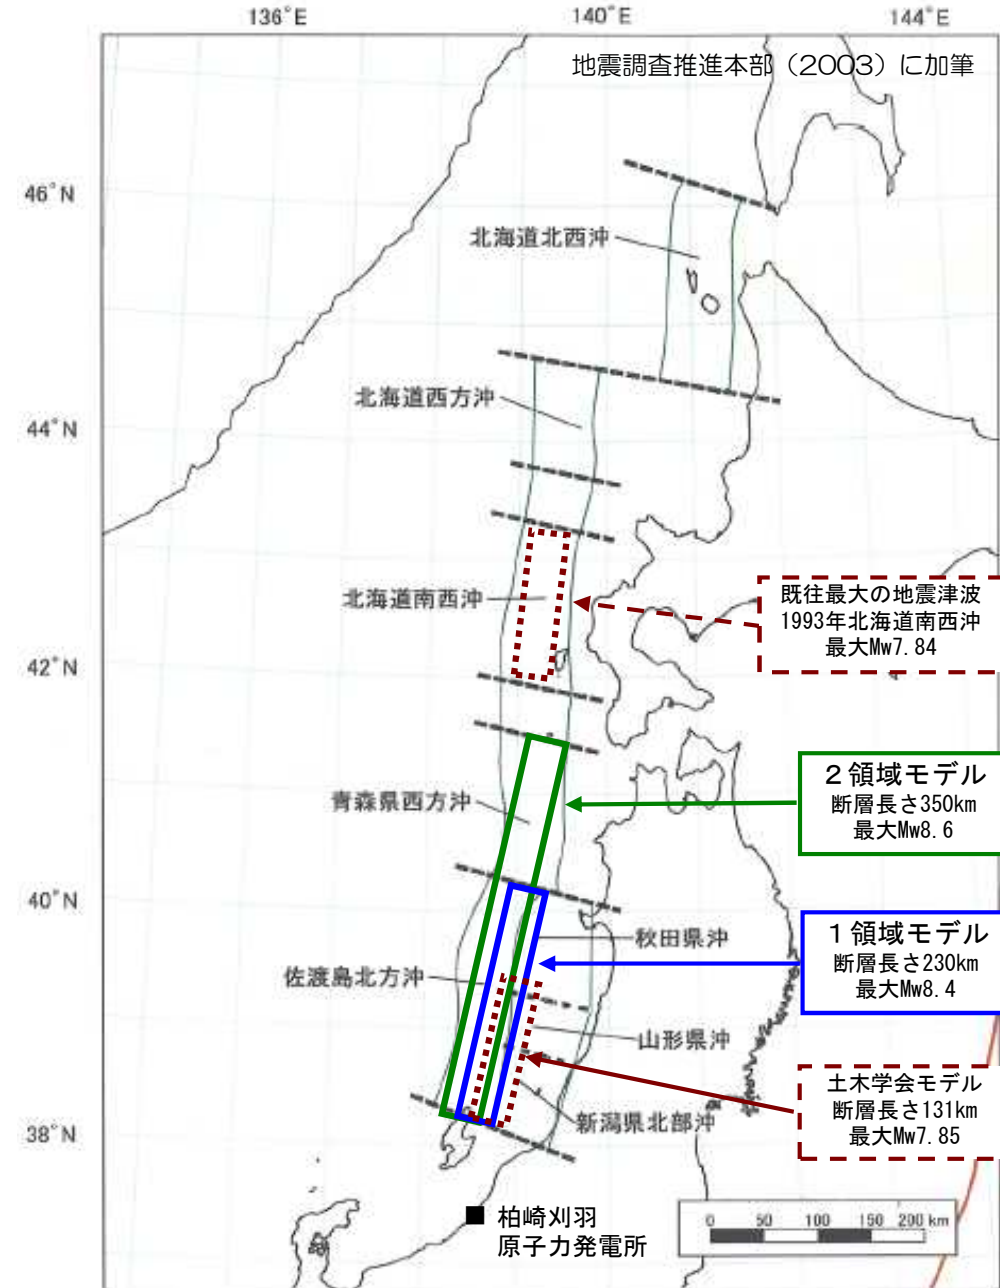 136°E
140°E
144°E
地震調査推進本部（2003）に加筆
46°N
北海道北西沖
北海道西方沖
44°N
北海道南西沖
既往最大の地震津波
1993年北海道南西沖
最大Mw7.84
42°N
２領域モデル
断層長さ350km
最大Mw8.6
青森県西方沖
40°N
秋田県沖
１領域モデル
断層長さ230km
最大Mw8.4
佐渡島北方沖
山形県沖
土木学会モデル
断層長さ131km
最大Mw7.85
新潟県北部沖
38°N
■ 柏崎刈羽
原子力発電所
0 50 100 150 200 km